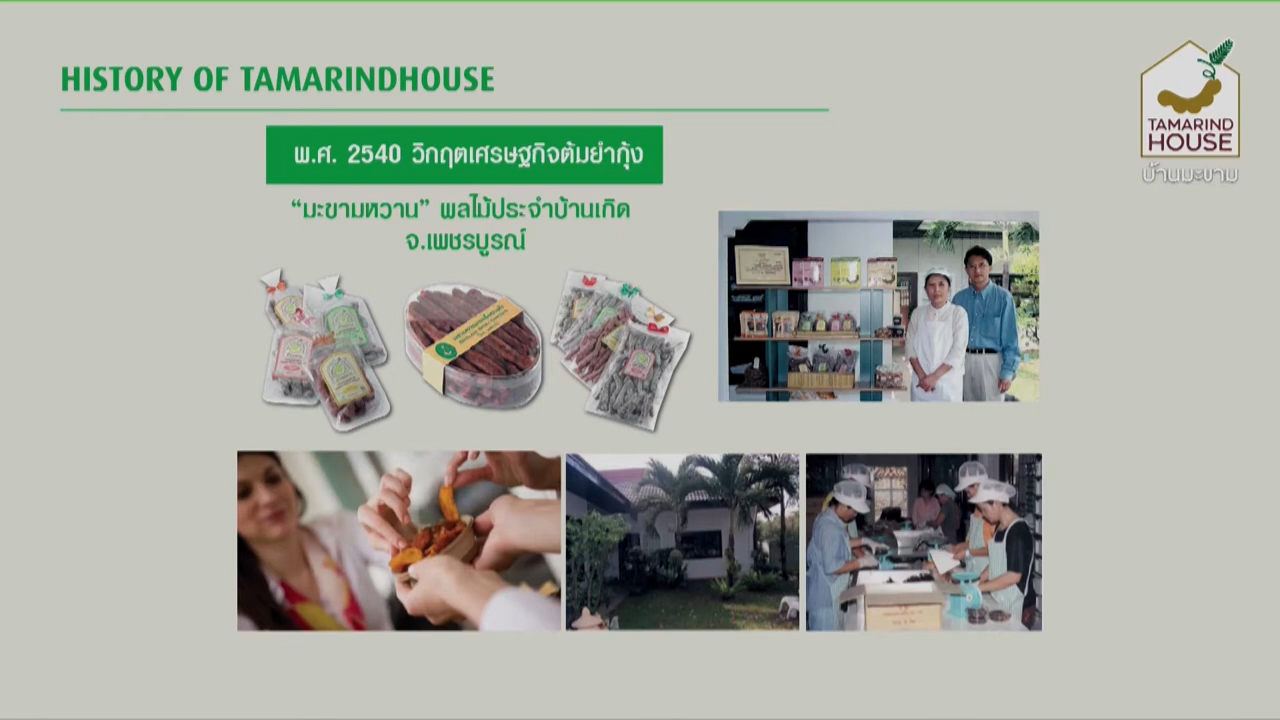 HISTORY OF TAMARINDHOUSE
TAMARIND
HOUSE
บ้านมะขาม
พ.ศ. 2540 วิกฤตเศรษฐกิจต้มยำกุ้ง
“มะขามหวาน” ผลไม้ประจำบ้านเกิด
จ.เพชรบูรณ์